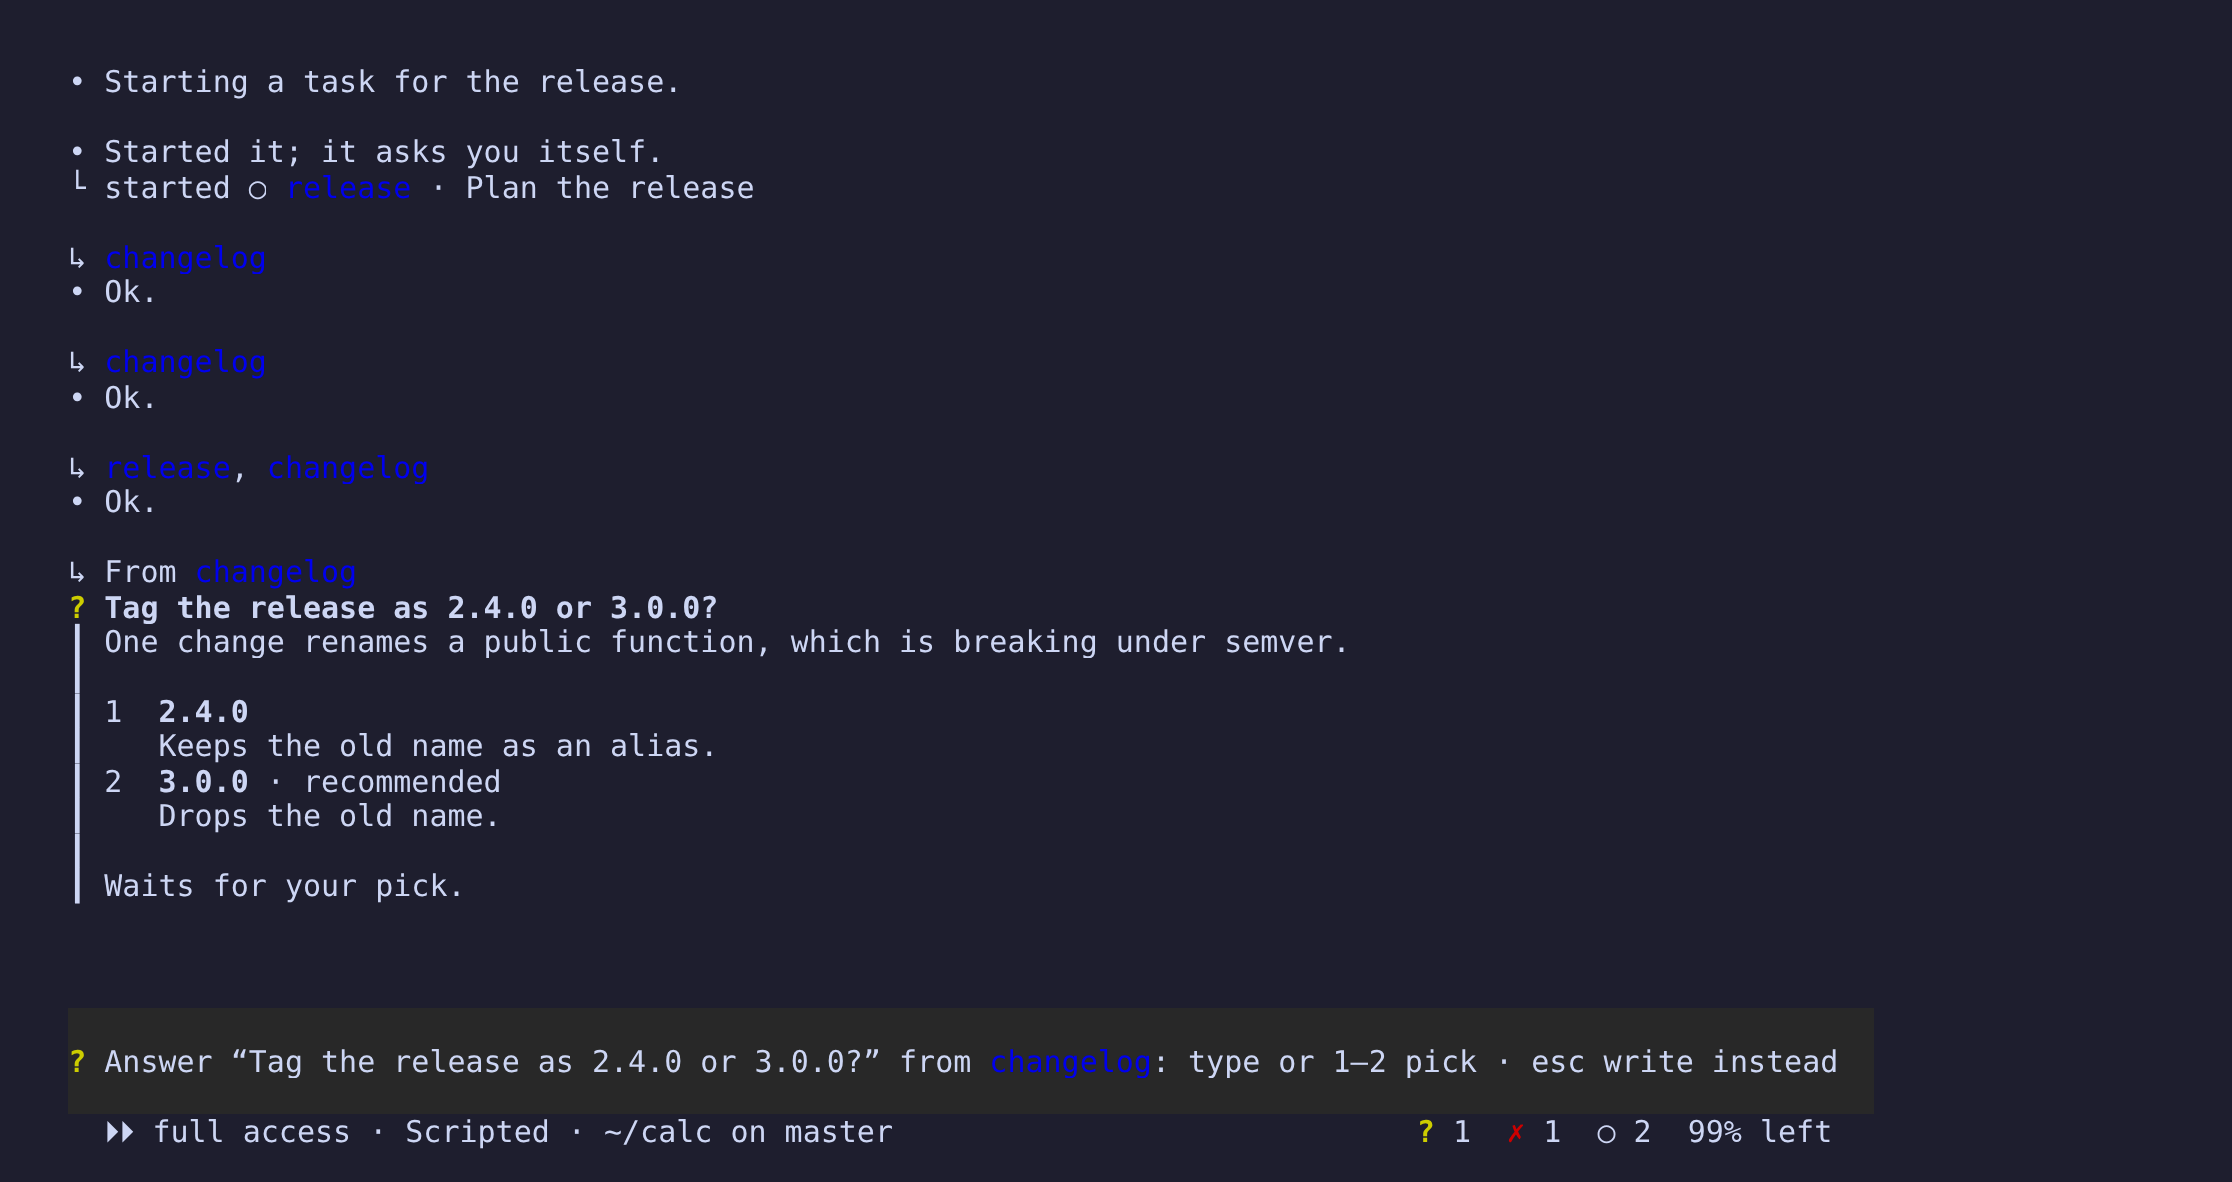 • Starting a task for the release.
• Started it; it asks you itself.
└ started ○ release · Plan the release
↳ changelog
• Ok.
↳ changelog
• Ok.
↳ release, changelog
• Ok.
↳ From changelog
? Tag the release as 2.4.0 or 3.0.0?
One change renames a public function, which is breaking under semver.
1  2.4.0
Keeps the old name as an alias.
2  3.0.0 · recommended
Drops the old name.
Waits for your pick.
? Answer “Tag the release as 2.4.0 or 3.0.0?” from changelog: type or 1–2 pick · esc write instead
⏵⏵ full access · Scripted · ~/calc on master  ? 1  ✗ 1  ○ 2  99% left